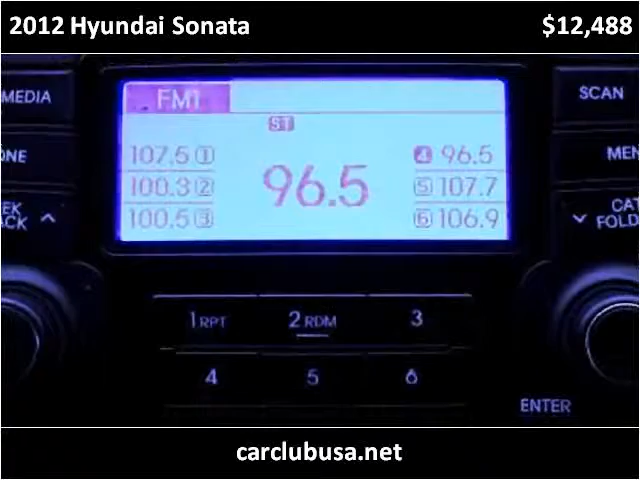 2012 Hyundai Sonata $12,488
MEDIA FM1 SCAN
ST
107.5 1 4 96.5
96.5
100.3 2 5 107.7
100.5 3 6 106.9
1 RPT 2 RDM 3
4 5 6
ENTER
carclubusa.net